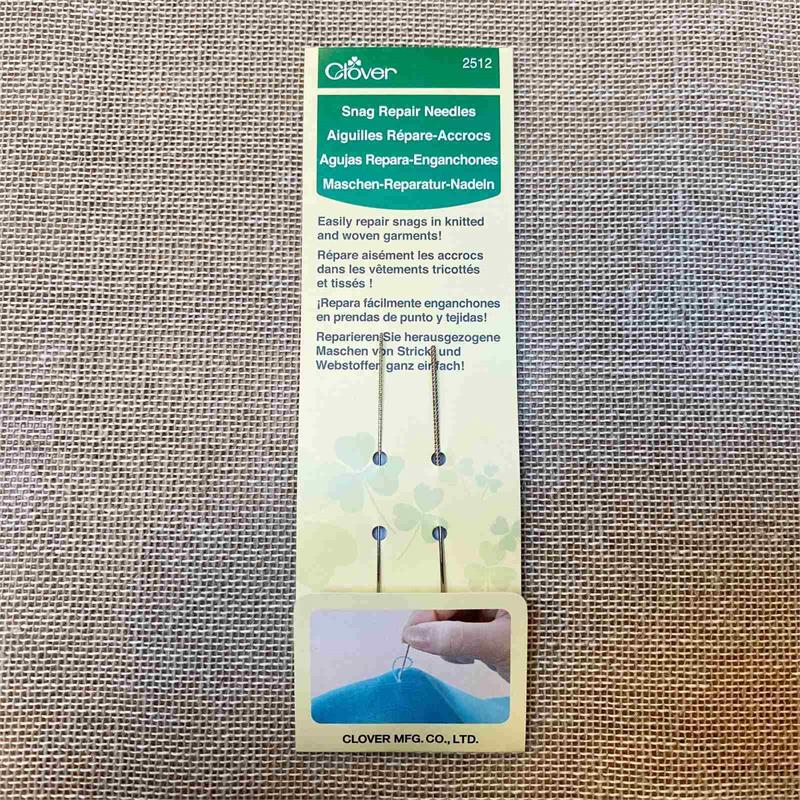 Clover 2512
Snag Repair Needles
Aiguilles Répare-Accrocs
Agujas Repara-Enganchones
Maschen-Reparatur-Nadeln
Easily repair snags in knitted
and woven garments!
Répare aisément les accrocs
dans les vêtements tricottés
et tissés !
¡Repara fácilmente enganchones
en prendas de punto y tejidas!
Reparieren Sie herausgezogene
Maschen von Strick und
Webstoffen ganz einfach!
CLOVER MFG. CO., LTD.